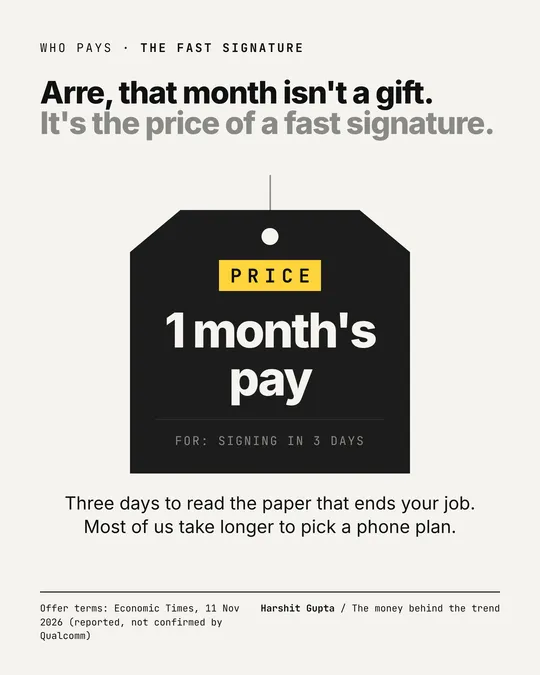 WHO PAYS · THE FAST SIGNATURE
Arre, that month isn't a gift.
It's the price of a fast signature.
PRICE
1 month's
pay
FOR: SIGNING IN 3 DAYS
Three days to read the paper that ends your job.
Most of us take longer to pick a phone plan.
Offer terms: Economic Times, 11 Nov
2026 (reported, not confirmed by
Qualcomm)
Harshit Gupta / The money behind the trend